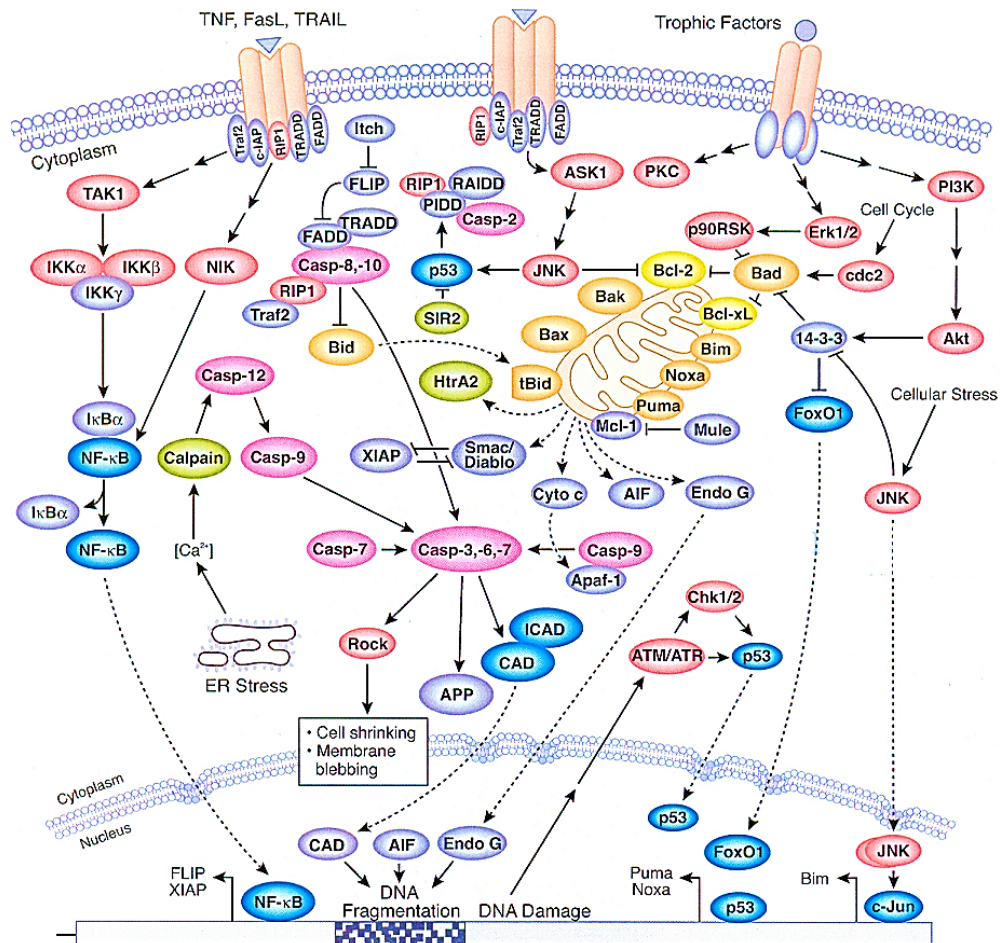 TNF, FasL, TRAIL
Trophic Factors
Cytoplasm
Traf2
c-IAP
RIP1
TRADD
FADD
RIP1
c-IAP
Traf2
TRADD
FADD
Itch
FLIP
TAK1
RIP1
RAIDD
PIDD
Casp-2
ASK1
PKC
PI3K
Cell Cycle
TRADD
FADD
Casp-8,-10
RIP1
Traf2
p90RSK
Erk1/2
IKKα
IKKβ
IKKγ
NIK
p53
JNK
Bcl-2
Bad
cdc2
Bak
SIR2
Bcl-xL
Bax
Bid
Bim
14-3-3
Akt
Casp-12
HtrA2
tBid
Noxa
Puma
Cellular Stress
IκBα
NF-κB
Calpain
Casp-9
XIAP
Smac/
Diablo
Mcl-1
Mule
FoxO1
Cyto c
AIF
Endo G
JNK
IκBα
NF-κB
[Ca²⁺]
Casp-7
Casp-3,-6,-7
Casp-9
Apaf-1
Chk1/2
ICAD
CAD
Rock
APP
ATM/ATR
p53
ER Stress
• Cell shrinking
• Membrane
blebbing
Cytoplasm
Nucleus
p53
CAD
AIF
Endo G
FoxO1
JNK
FLIP
XIAP
NF-κB
DNA
Fragmentation
DNA Damage
Puma
Noxa
p53
Bim
c-Jun